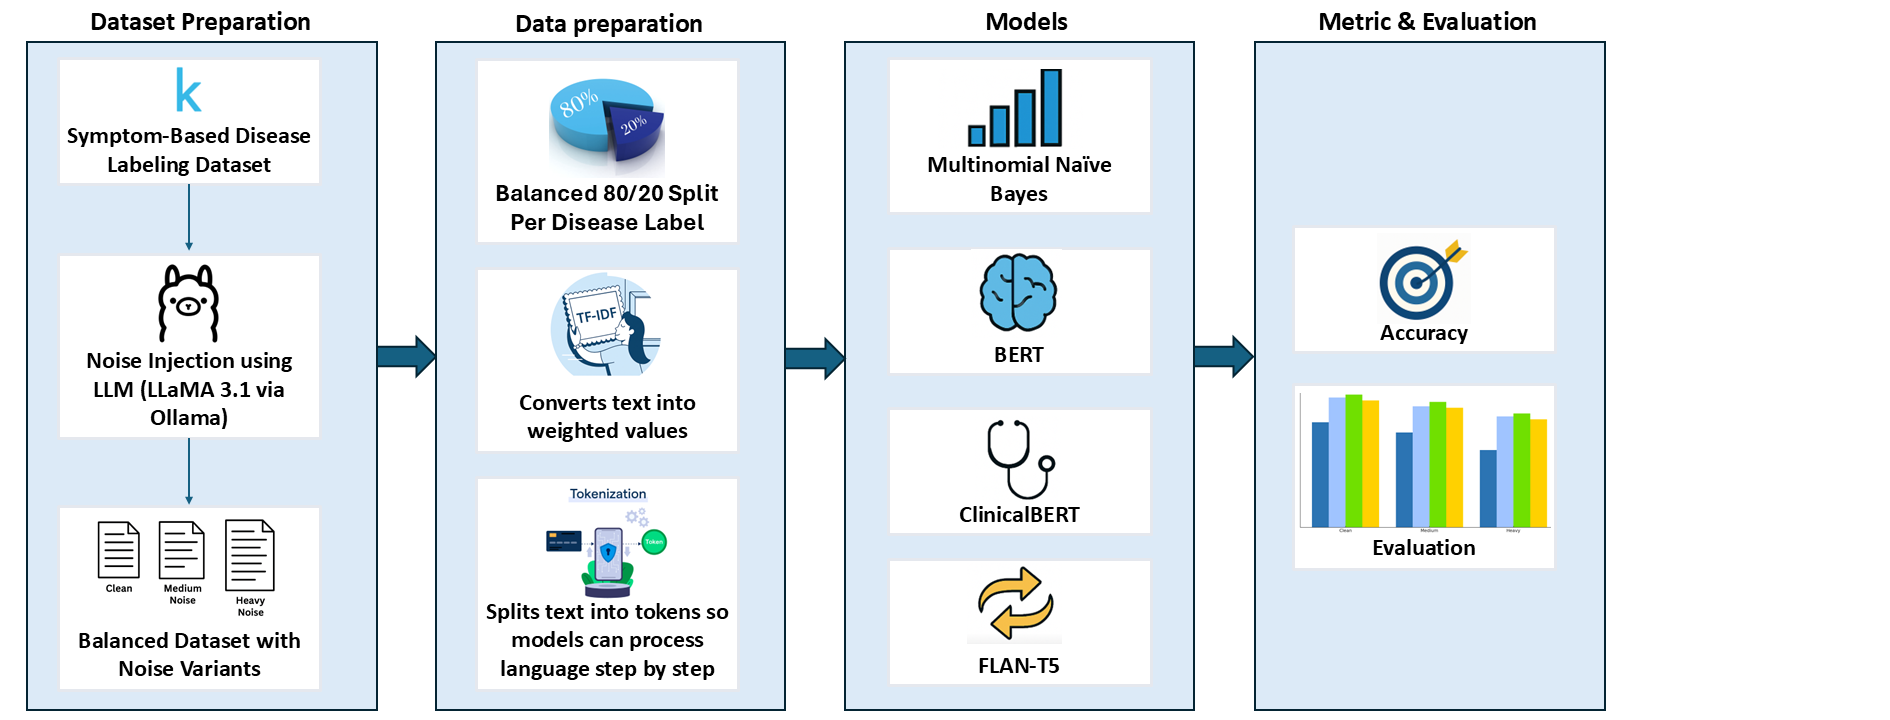 Dataset Preparation
k
Symptom-Based Disease
Labeling Dataset
Noise Injection using
LLM (LLaMA 3.1 via
Ollama)
Clean
Medium
Noise
Heavy
Noise
Balanced Dataset with
Noise Variants
Data preparation
80%
20%
Balanced 80/20 Split
Per Disease Label
TF-IDF
Converts text into
weighted values
Tokenization
Token
Splits text into tokens so
models can process
language step by step
Models
Multinomial Naïve
Bayes
BERT
ClinicalBERT
FLAN-T5
Metric & Evaluation
Accuracy
Clean
Medium
Heavy
Evaluation